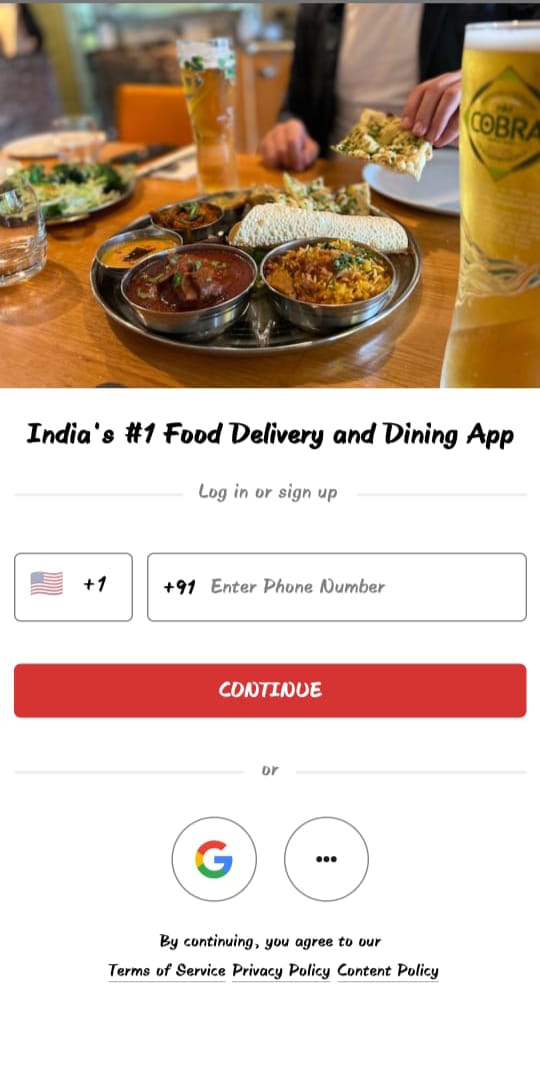 COBRA
India's #1 Food Delivery and Dining App
Log in or sign up
+1
+91 Enter Phone Number
CONTINUE
or
G
•••
By continuing, you agree to our
Terms of Service Privacy Policy Content Policy